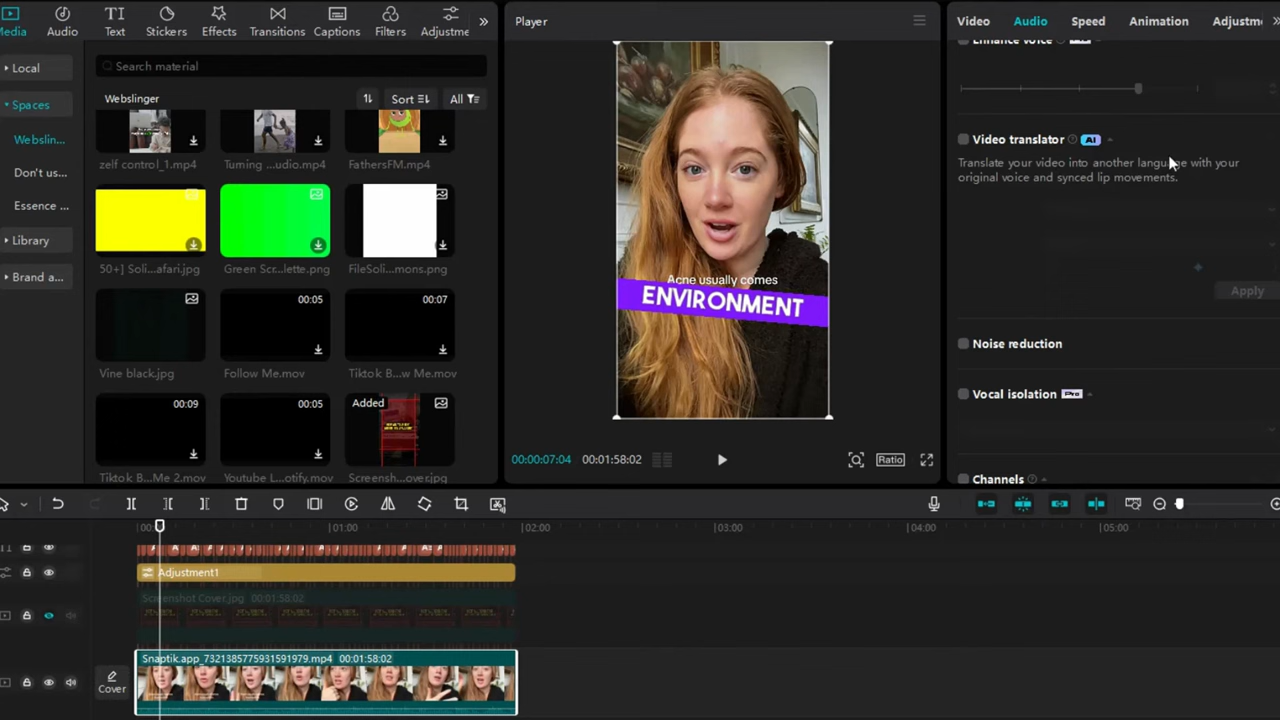 Media
Audio
Text
Stickers
Effects
Transitions
Captions
Filters
Adjustme
Local
Spaces
Webslin...
Don't us...
Essence ...
Library
Brand a...
Search material
Webslinger
Sort
All
zelf control_1.mp4
Turning ...udio.mp4
FathersFM.mp4
50+] Soli...afari.jpg
Green Scr...lette.png
FileSoli...mons.png
00:05
00:07
Vine black.jpg
Follow Me.mov
Tiktok B...w Me.mov
00:09
00:05
Added
Tiktok B...Me 2.mov
Youtube L...otify.mov
Screensh...over.jpg
Player
Acne usually comes
ENVIRONMENT
00:00:07:04
00:01:58:02
Ratio
Video
Audio
Speed
Animation
Adjustme
Enhance voice
Pro
Video translator
AI
Translate your video into another language with your
original voice and synced lip movements.
Apply
Noise reduction
Vocal isolation
Pro
Channels
00:0
01:00
02:00
03:00
04:00
05:00
Adjustment1
Screenshot Cover.jpg 00:01:58:02
Snaptik.app_7321385775931591979.mp4 00:01:58:02
Cover